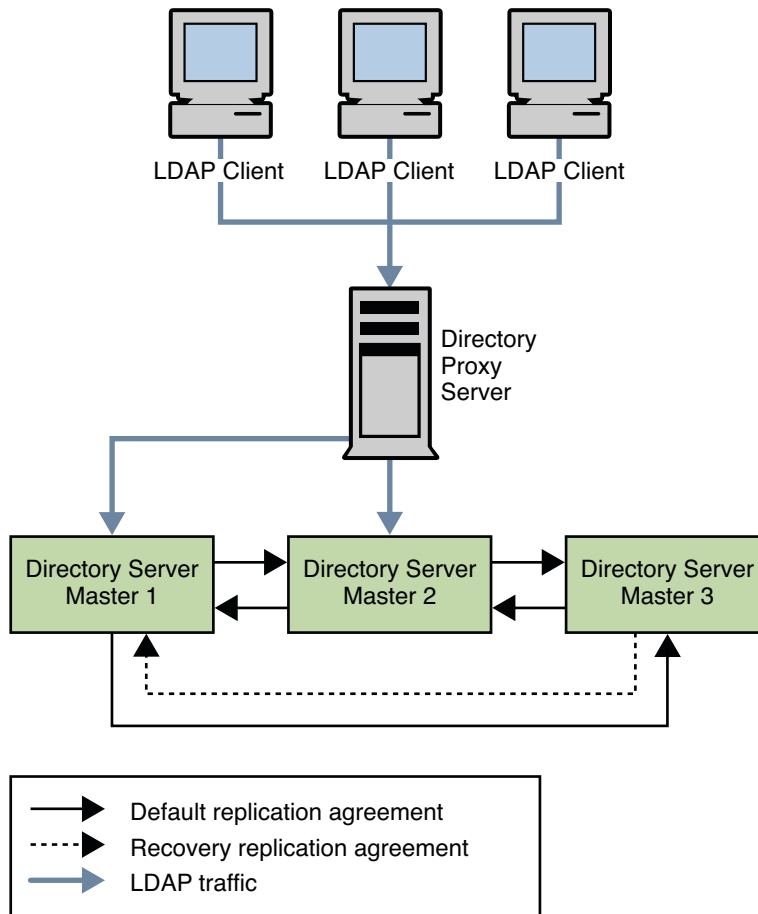 LDAP Client
LDAP Client
LDAP Client
Directory
Proxy
Server
Directory Server
Master 1
Directory Server
Master 2
Directory Server
Master 3
Default replication agreement
Recovery replication agreement
LDAP traffic